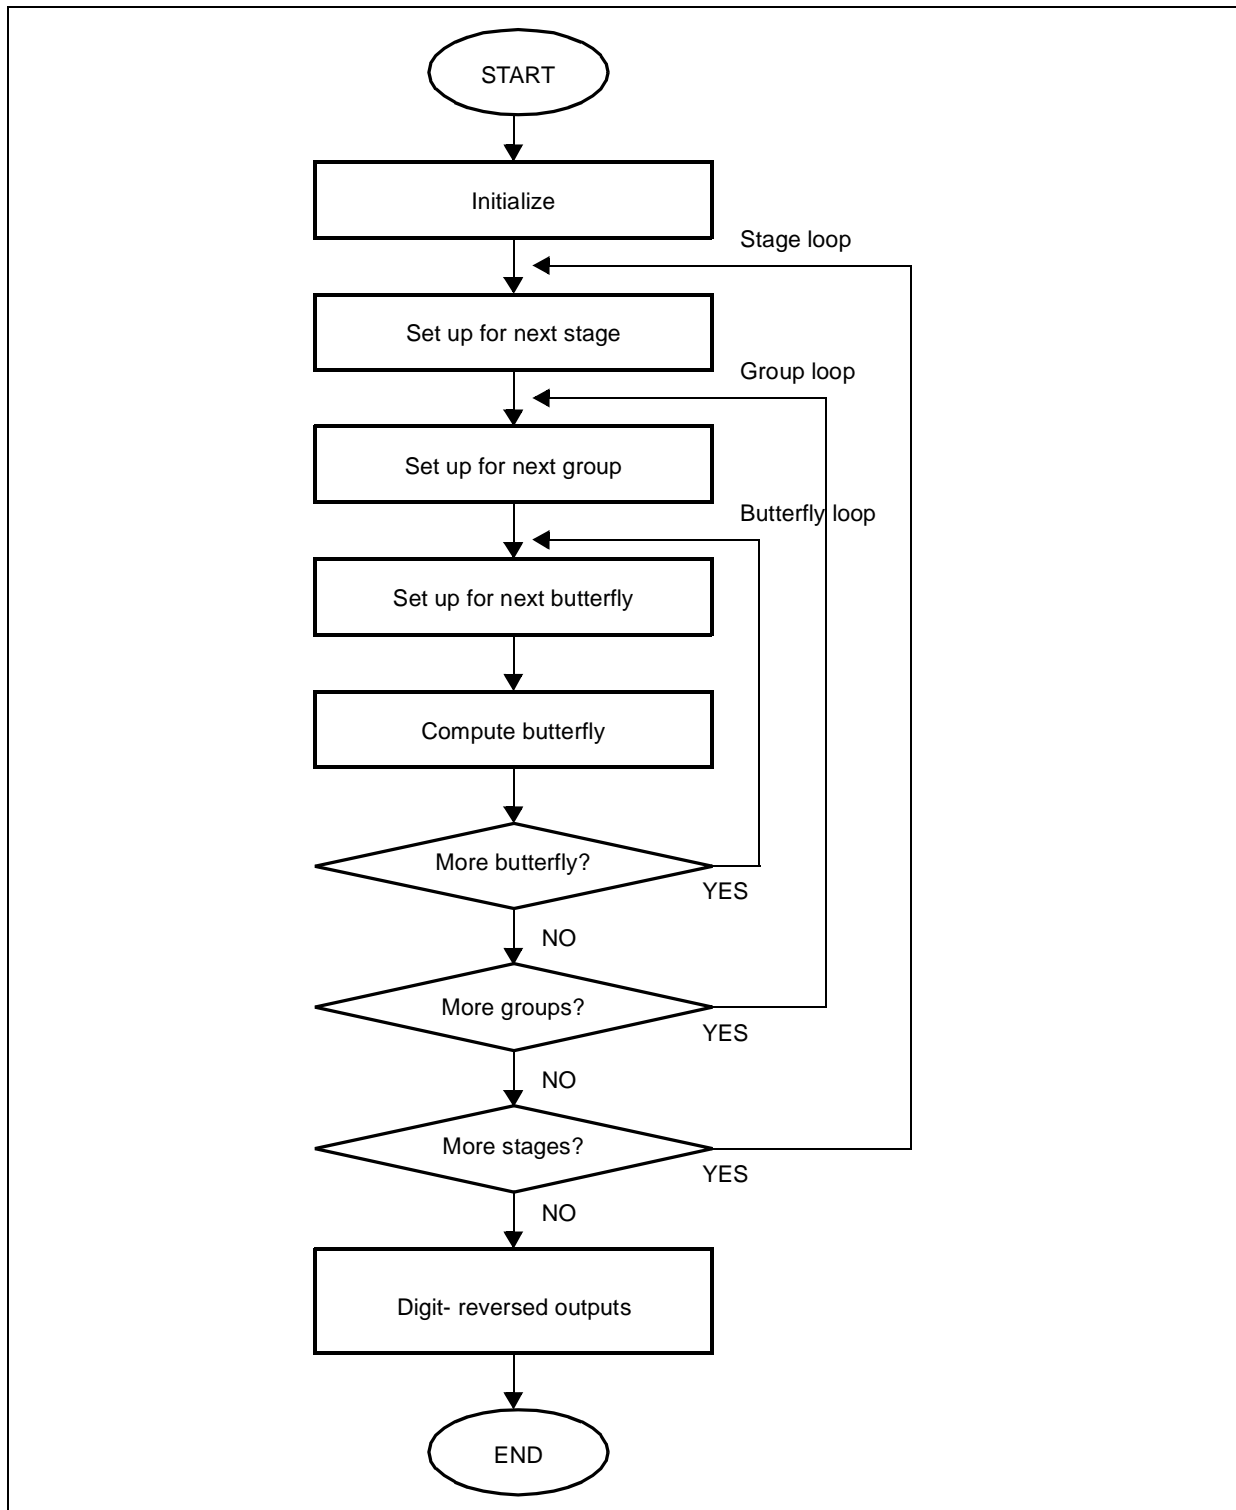 START
Initialize
Stage loop
Set up for next stage
Group loop
Set up for next group
Butterfly loop
Set up for next butterfly
Compute butterfly
More butterfly?
YES
NO
More groups?
YES
NO
More stages?
YES
NO
Digit- reversed outputs
END